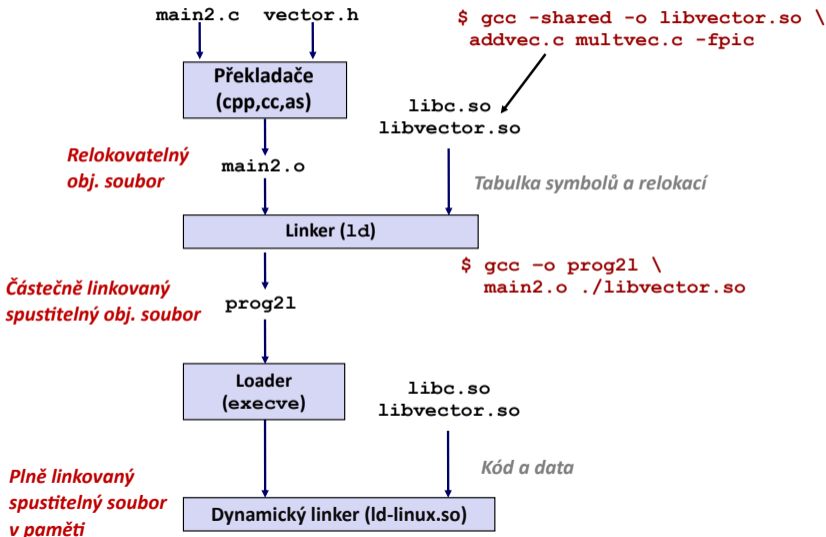 main2.c vector.h
$ gcc -shared -o libvector.so \
addvec.c multvec.c -fpic
Překladače
(cpp,cc,as)
libc.so
libvector.so
Relokovatelný
obj. soubor
main2.o
Tabulka symbolů a relokací
Linker (ld)
$ gcc –o prog2l \
main2.o ./libvector.so
Částečně linkovaný
spustitelný obj. soubor
prog2l
Loader
(execve)
libc.so
libvector.so
Kód a data
Plně linkovaný
spustitelný soubor
v paměti
Dynamický linker (ld-linux.so)